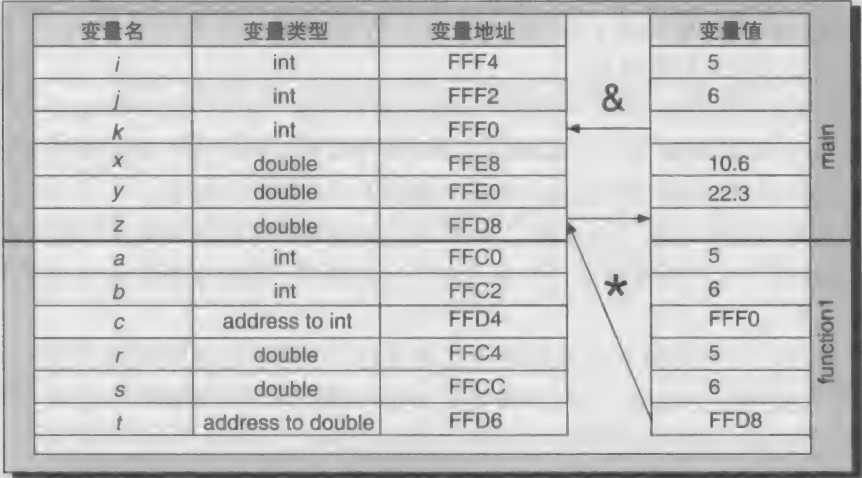 变量名 变量类型 变量地址 变量值
i int FFF4 5
j int FFF2 & 6
k int FFF0
x double FFE8 10.6
y double FFE0 22.3
z double FFD8
main
a int FFC0 5
b int FFC2 * 6
c address to int FFD4 FFF0
r double FFC4 5
s double FFCC 6
t address to double FFD6 FFD8
function1